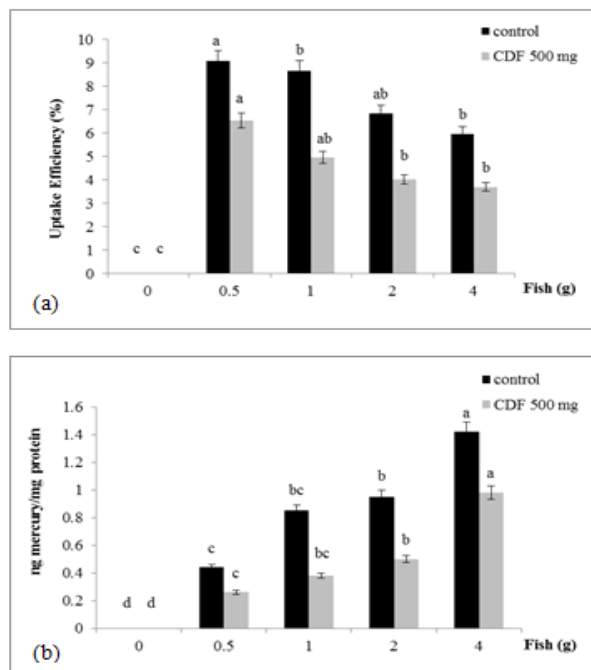 control
CDF 500 mg
Uptake Efficiency (%)
10
9
8
7
6
5
4
3
2
1
0
c c
a
a
b
ab
ab
b
b
b
0 0.5 1 2 4 Fish (g)
(a)
control
CDF 500 mg
ng mercury/mg protein
1.6
1.4
1.2
1
0.8
0.6
0.4
0.2
0
d d
c
c
bc
bc
b
b
a
a
0 0.5 1 2 4 Fish (g)
(b)